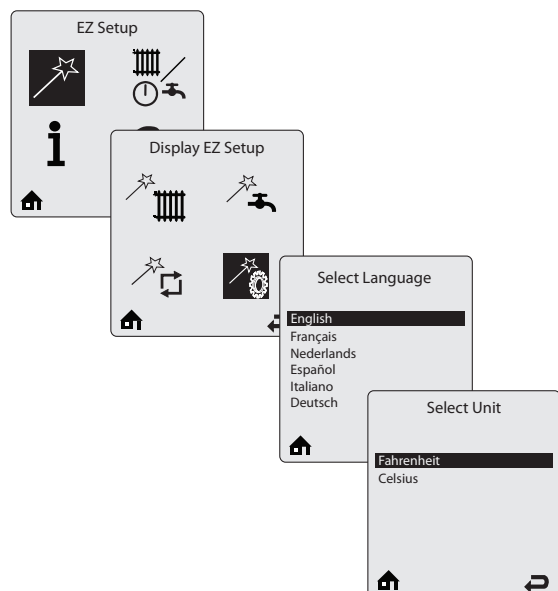 EZ Setup
Display EZ Setup
Select Language
English
Français
Nederlands
Español
Italiano
Deutsch
Select Unit
Fahrenheit
Celsius